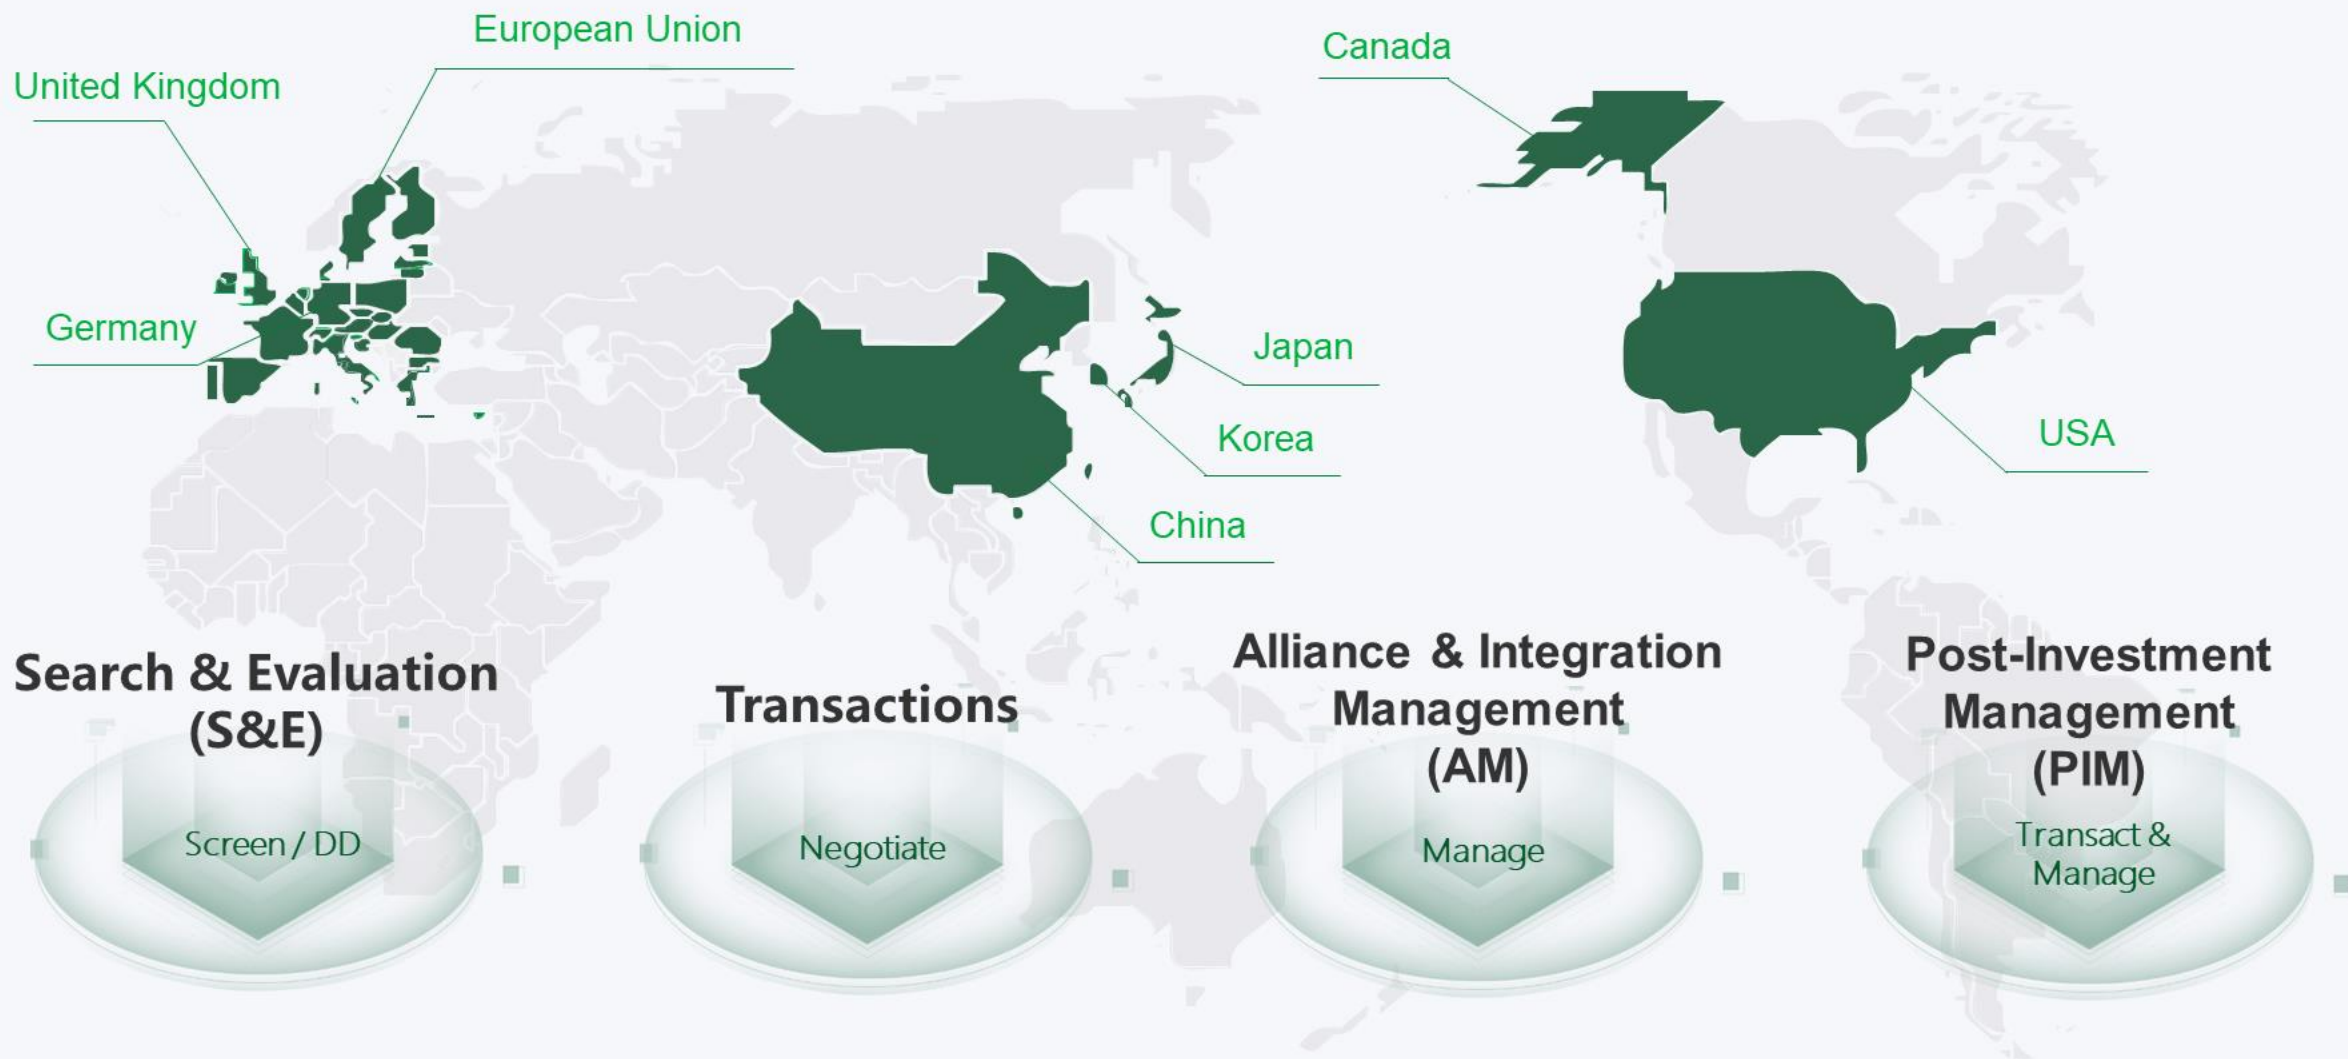 European Union
United Kingdom
Canada
Germany
Japan
Korea
USA
China
Search & Evaluation
(S&E)
Screen / DD
Transactions
Negotiate
Alliance & Integration
Management
(AM)
Manage
Post-Investment
Management
(PIM)
Transact &
Manage